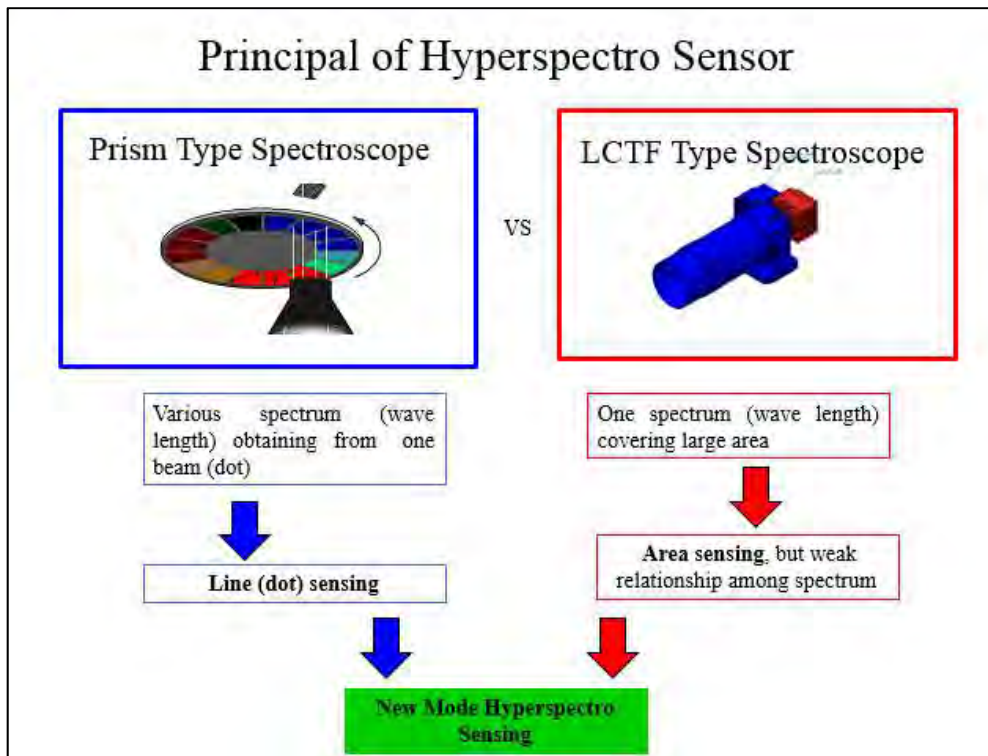 Principal of Hyperspectro Sensor
Prism Type Spectroscope
VS
LCTF Type Spectroscope
Various spectrum (wave
length) obtaining from one
beam (dot)
Line (dot) sensing
One spectrum (wave length)
covering large area
Area sensing, but weak
relationship among spectrum
New Mode Hyperspectro
Sensing